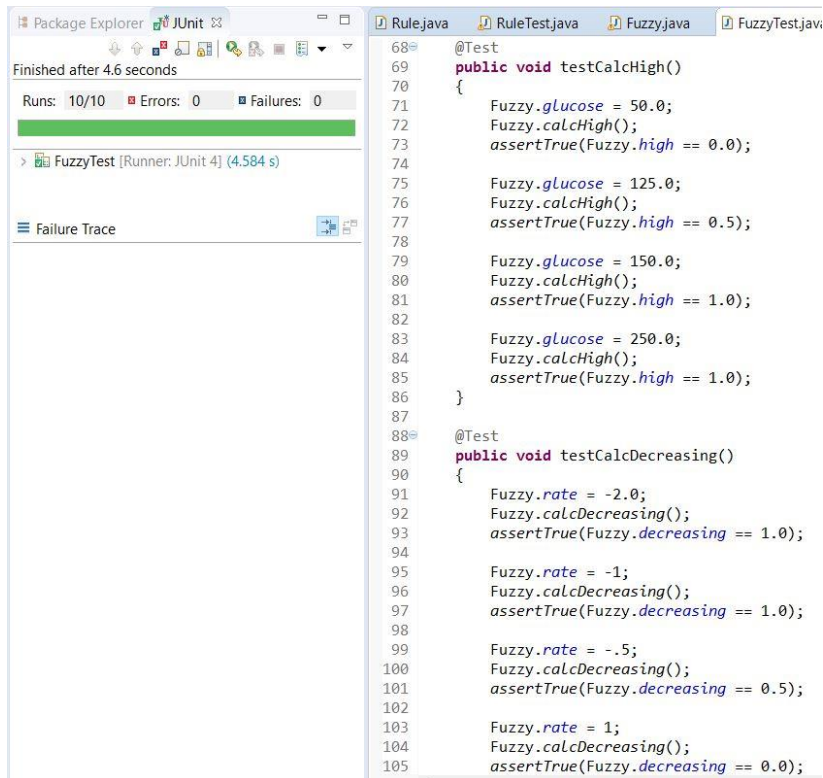 Package Explorer JUnit
Finished after 4.6 seconds
Runs: 10/10 Errors: 0 Failures: 0
FuzzyTest [Runner: JUnit 4] (4.584 s)
Failure Trace
Rule.java RuleTest.java Fuzzy.java FuzzyTest.java
68 @Test
69 public void testCalcHigh()
70 {
71 Fuzzy.glucose = 50.0;
72 Fuzzy.calcHigh();
73 assertTrue(Fuzzy.high == 0.0);
74
75 Fuzzy.glucose = 125.0;
76 Fuzzy.calcHigh();
77 assertTrue(Fuzzy.high == 0.5);
78
79 Fuzzy.glucose = 150.0;
80 Fuzzy.calcHigh();
81 assertTrue(Fuzzy.high == 1.0);
82
83 Fuzzy.glucose = 250.0;
84 Fuzzy.calcHigh();
85 assertTrue(Fuzzy.high == 1.0);
86 }
87
88 @Test
89 public void testCalcDecreasing()
90 {
91 Fuzzy.rate = -2.0;
92 Fuzzy.calcDecreasing();
93 assertTrue(Fuzzy.decreasing == 1.0);
94
95 Fuzzy.rate = -1;
96 Fuzzy.calcDecreasing();
97 assertTrue(Fuzzy.decreasing == 1.0);
98
99 Fuzzy.rate = -.5;
100 Fuzzy.calcDecreasing();
101 assertTrue(Fuzzy.decreasing == 0.5);
102
103 Fuzzy.rate = 1;
104 Fuzzy.calcDecreasing();
105 assertTrue(Fuzzy.decreasing == 0.0);